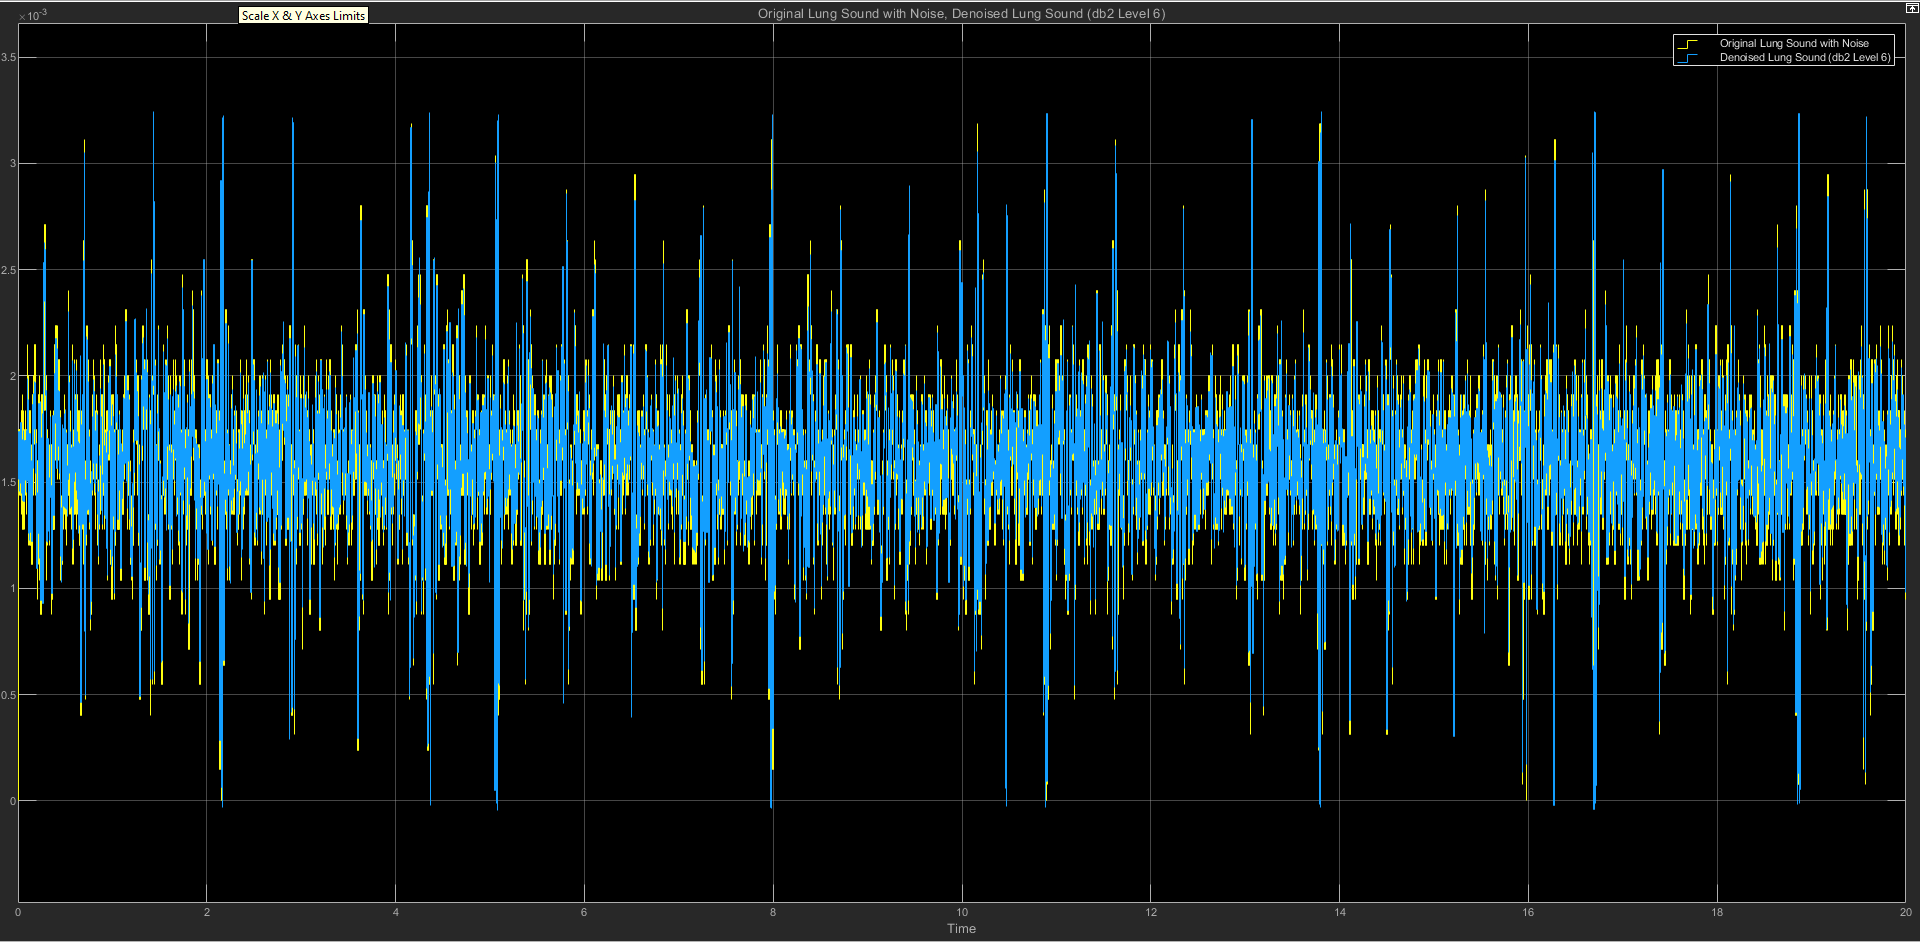 ×10⁻³
Scale X & Y Axes Limits
Original Lung Sound with Noise, Denoised Lung Sound (db2 Level 6)
Original Lung Sound with Noise
Denoised Lung Sound (db2 Level 6)
3.5
3
2.5
2
1.5
1
0.5
0
0 2 4 6 8 10 12 14 16 18 20
Time